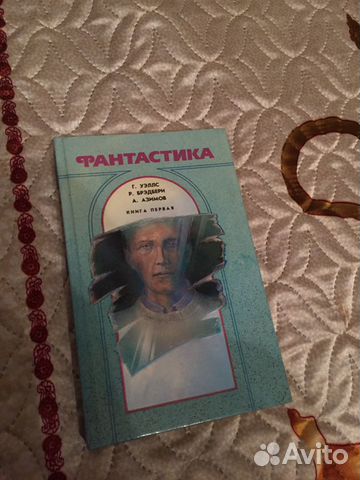 ФАНТАСТИКА
Г. УЭЛЛС
Р. БРЭДБЕРИ
А. АЗИМОВ
КНИГА ПЕРВАЯ
Avito